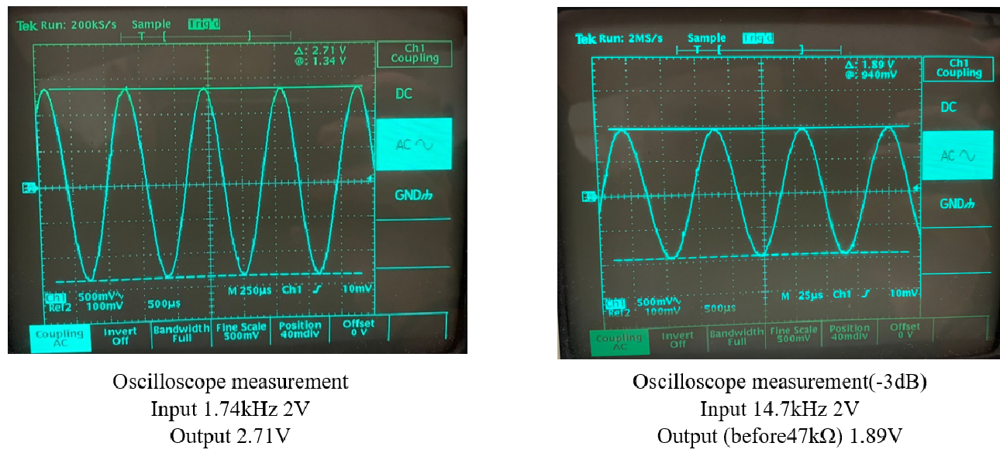 Tek Run: 200kS/s Sample Trig'd
T [ ]
Δ: 2.71 V
@: 1.34 V
Ch1
Coupling
DC
AC
GND
M 250µs Ch1 10mV
Ch1 500mV
Ref2 100mV 500µs
Coupling
AC
Invert
Off
Bandwidth
Full
Fine Scale
500mV
Position
40mdiv
Offset
0 V
Oscilloscope measurement
Input 1.74kHz 2V
Output 2.71V
Tek Run: 2MS/s Sample Trig'd
T [ ]
Δ: 1.89 V
@: 940mV
Ch1
Coupling
DC
AC
GND
M 25µs Ch1 10mV
Ch1 500mV
Ref2 100mV 500µs
Coupling
AC
Invert
Off
Bandwidth
Full
Fine Scale
500mV
Position
40mdiv
Offset
0 V
Oscilloscope measurement(-3dB)
Input 14.7kHz 2V
Output (before47kΩ) 1.89V